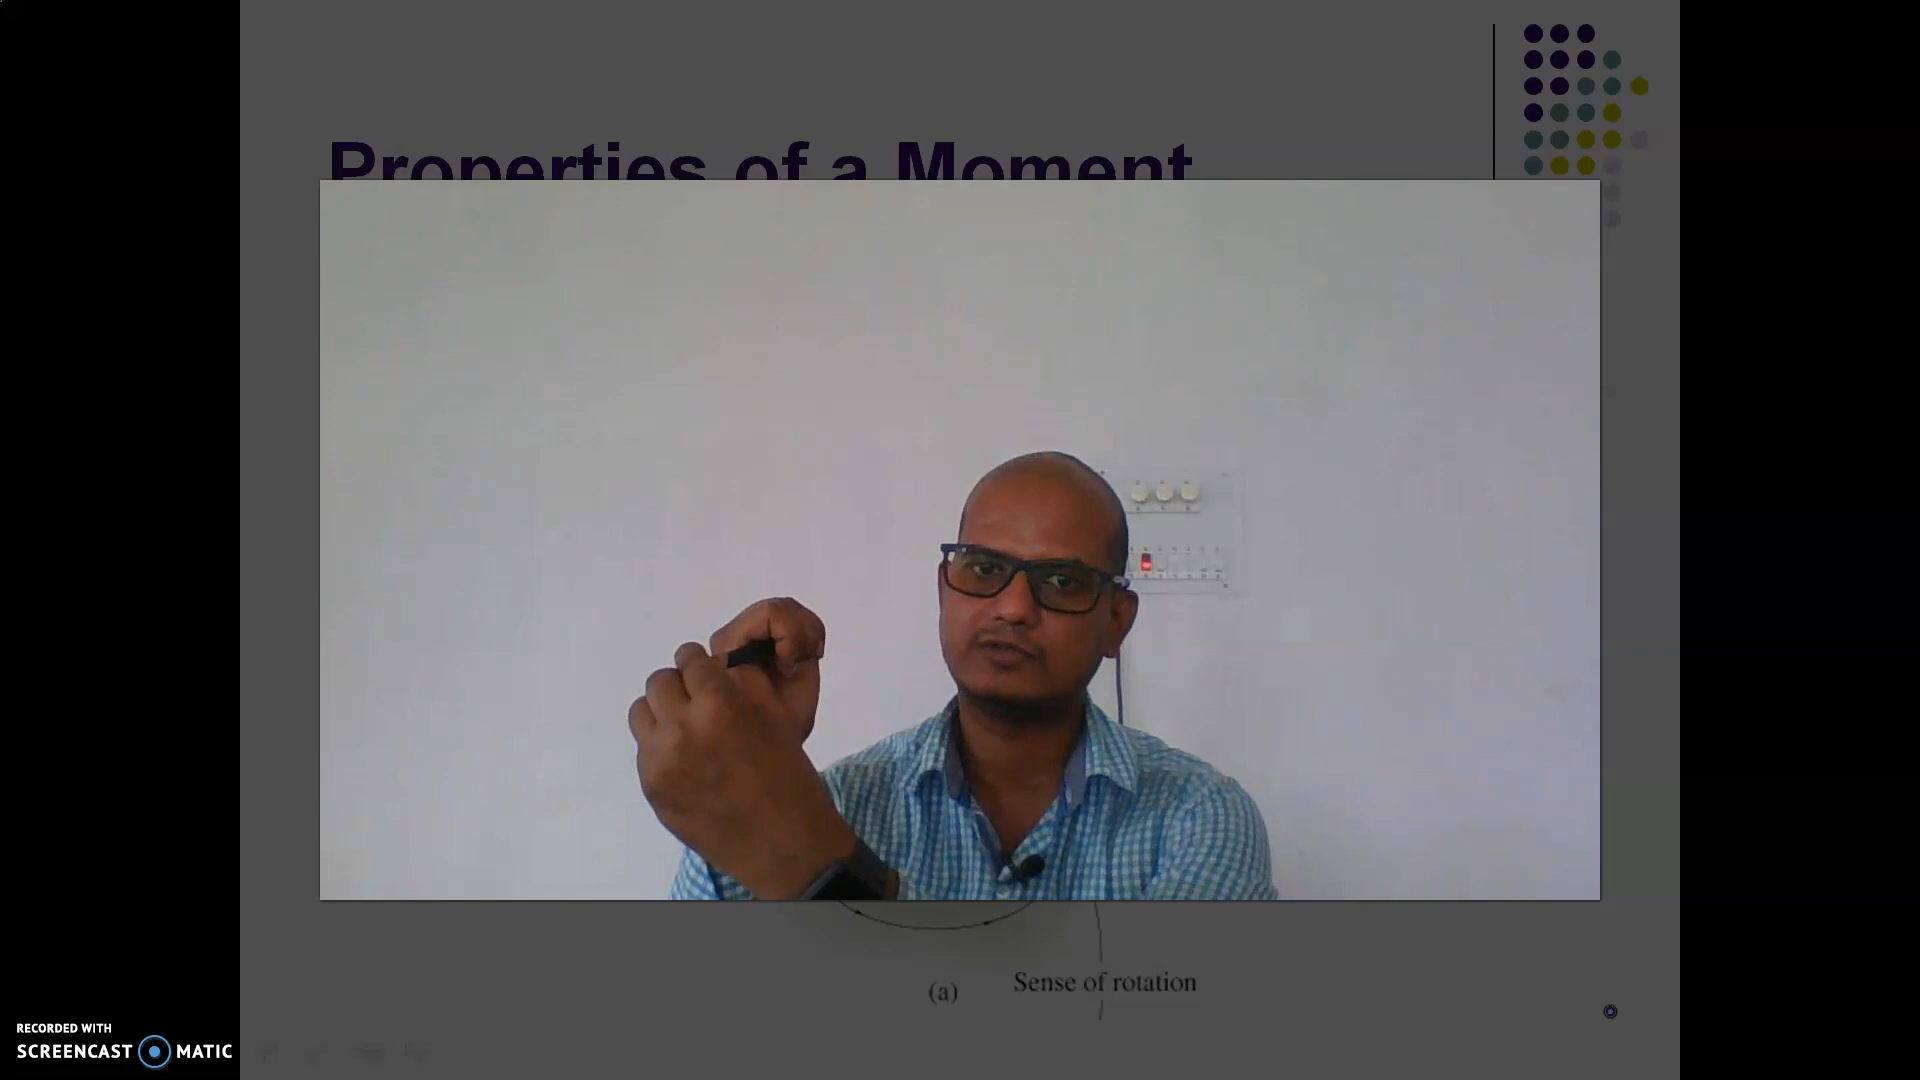 Properties of a Moment
(a)
Sense of rotation
RECORDED WITH
SCREENCAST MATIC